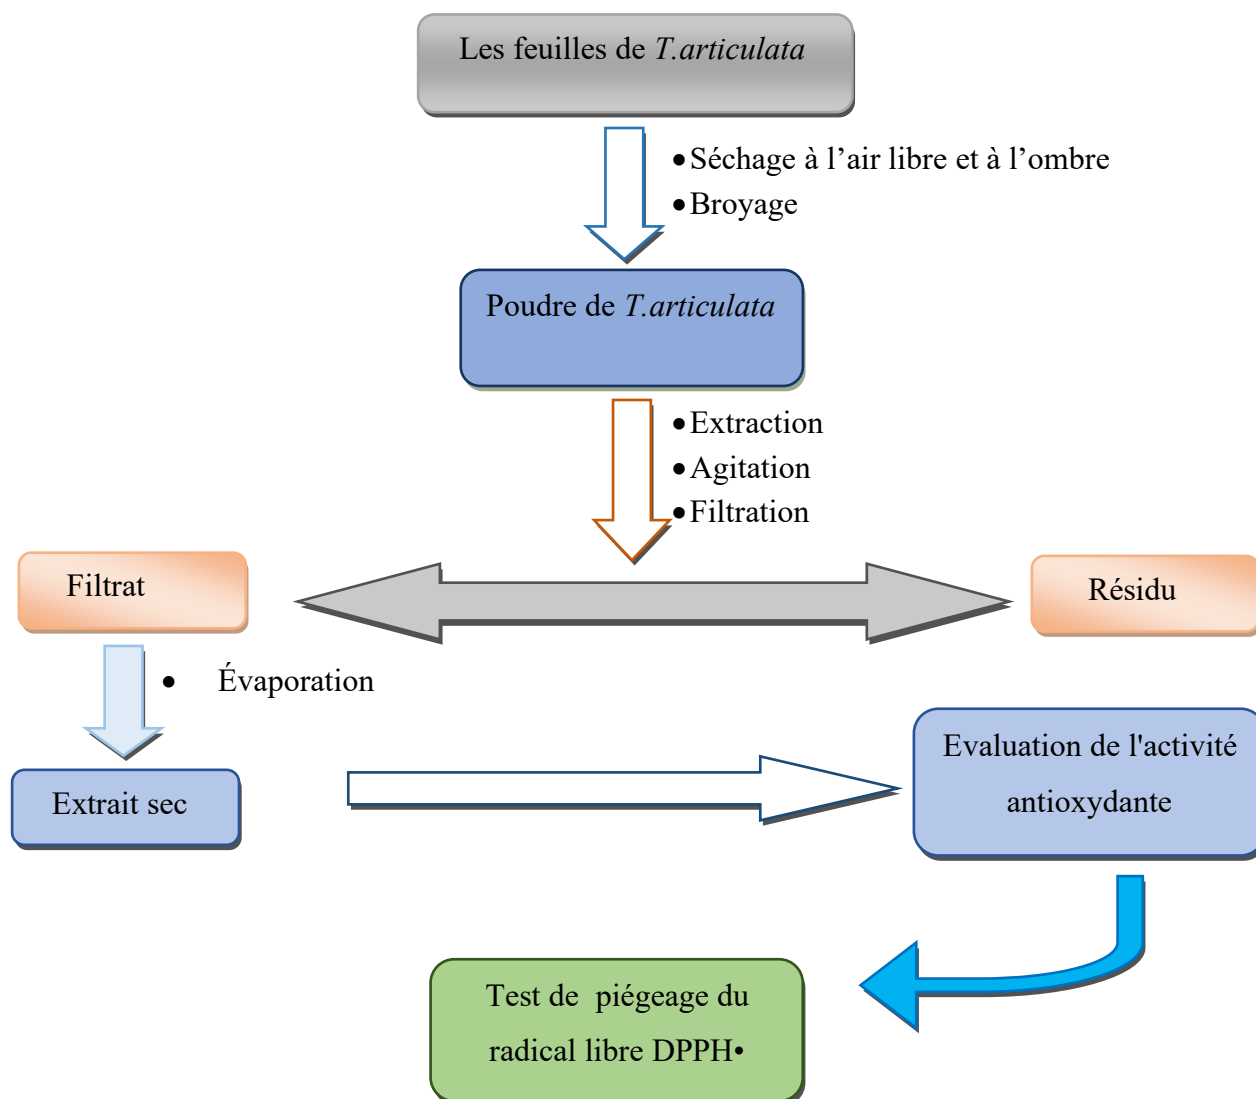 Les feuilles de T.articulata
•Séchage à l’air libre et à l’ombre
•Broyage
Poudre de T.articulata
•Extraction
•Agitation
•Filtration
Filtrat
Résidu
• Évaporation
Evaluation de l'activité
antioxydante
Extrait sec
Test de piégeage du
radical libre DPPH•